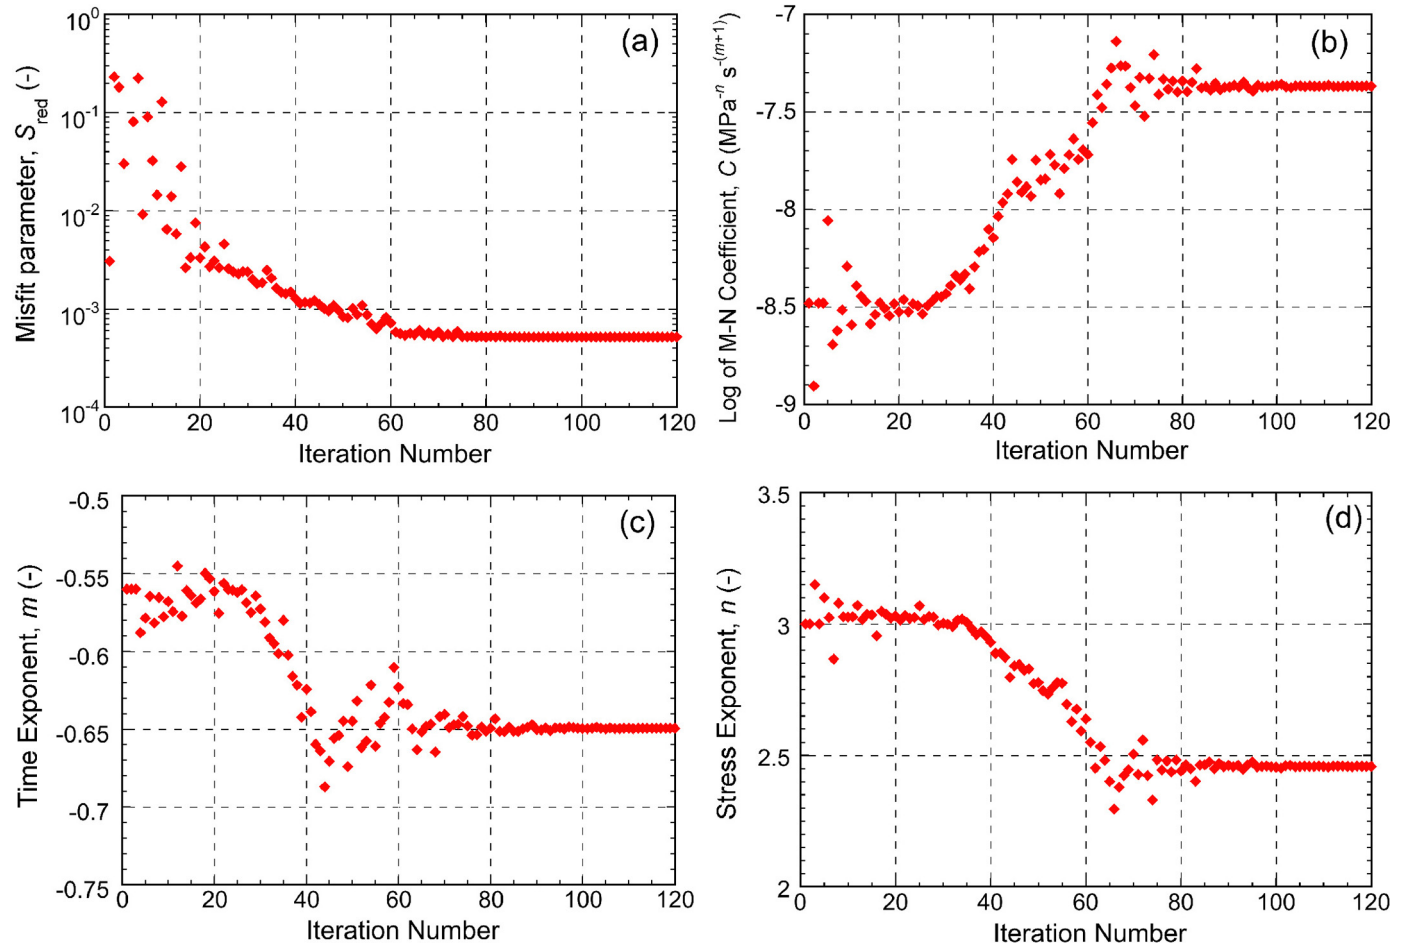 (a)
Misfit parameter, S_red (-)
10^0
10^-1
10^-2
10^-3
10^-4
0 20 40 60 80 100 120
Iteration Number
(b)
Log of M-N Coefficient, C (MPa^-n s^-(m+1))
-7
-7.5
-8
-8.5
-9
0 20 40 60 80 100 120
Iteration Number
(c)
Time Exponent, m (-)
-0.5
-0.55
-0.6
-0.65
-0.7
-0.75
0 20 40 60 80 100 120
Iteration Number
(d)
Stress Exponent, n (-)
3.5
3
2.5
2
0 20 40 60 80 100 120
Iteration Number